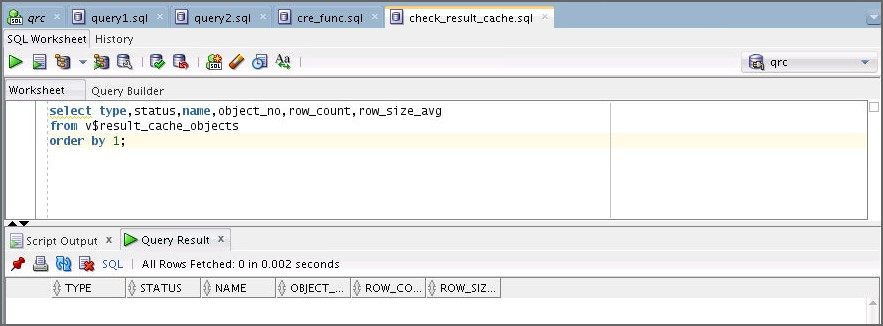 qrc query1.sql query2.sql cre_func.sql check_result_cache.sql
SQL Worksheet History
qrc
Worksheet Query Builder
select type,status,name,object_no,row_count,row_size_avg
from v$result_cache_objects
order by 1;
Script Output x Query Result x
SQL | All Rows Fetched: 0 in 0.002 seconds
TYPE STATUS NAME OBJECT_... ROW_CO... ROW_SIZ...